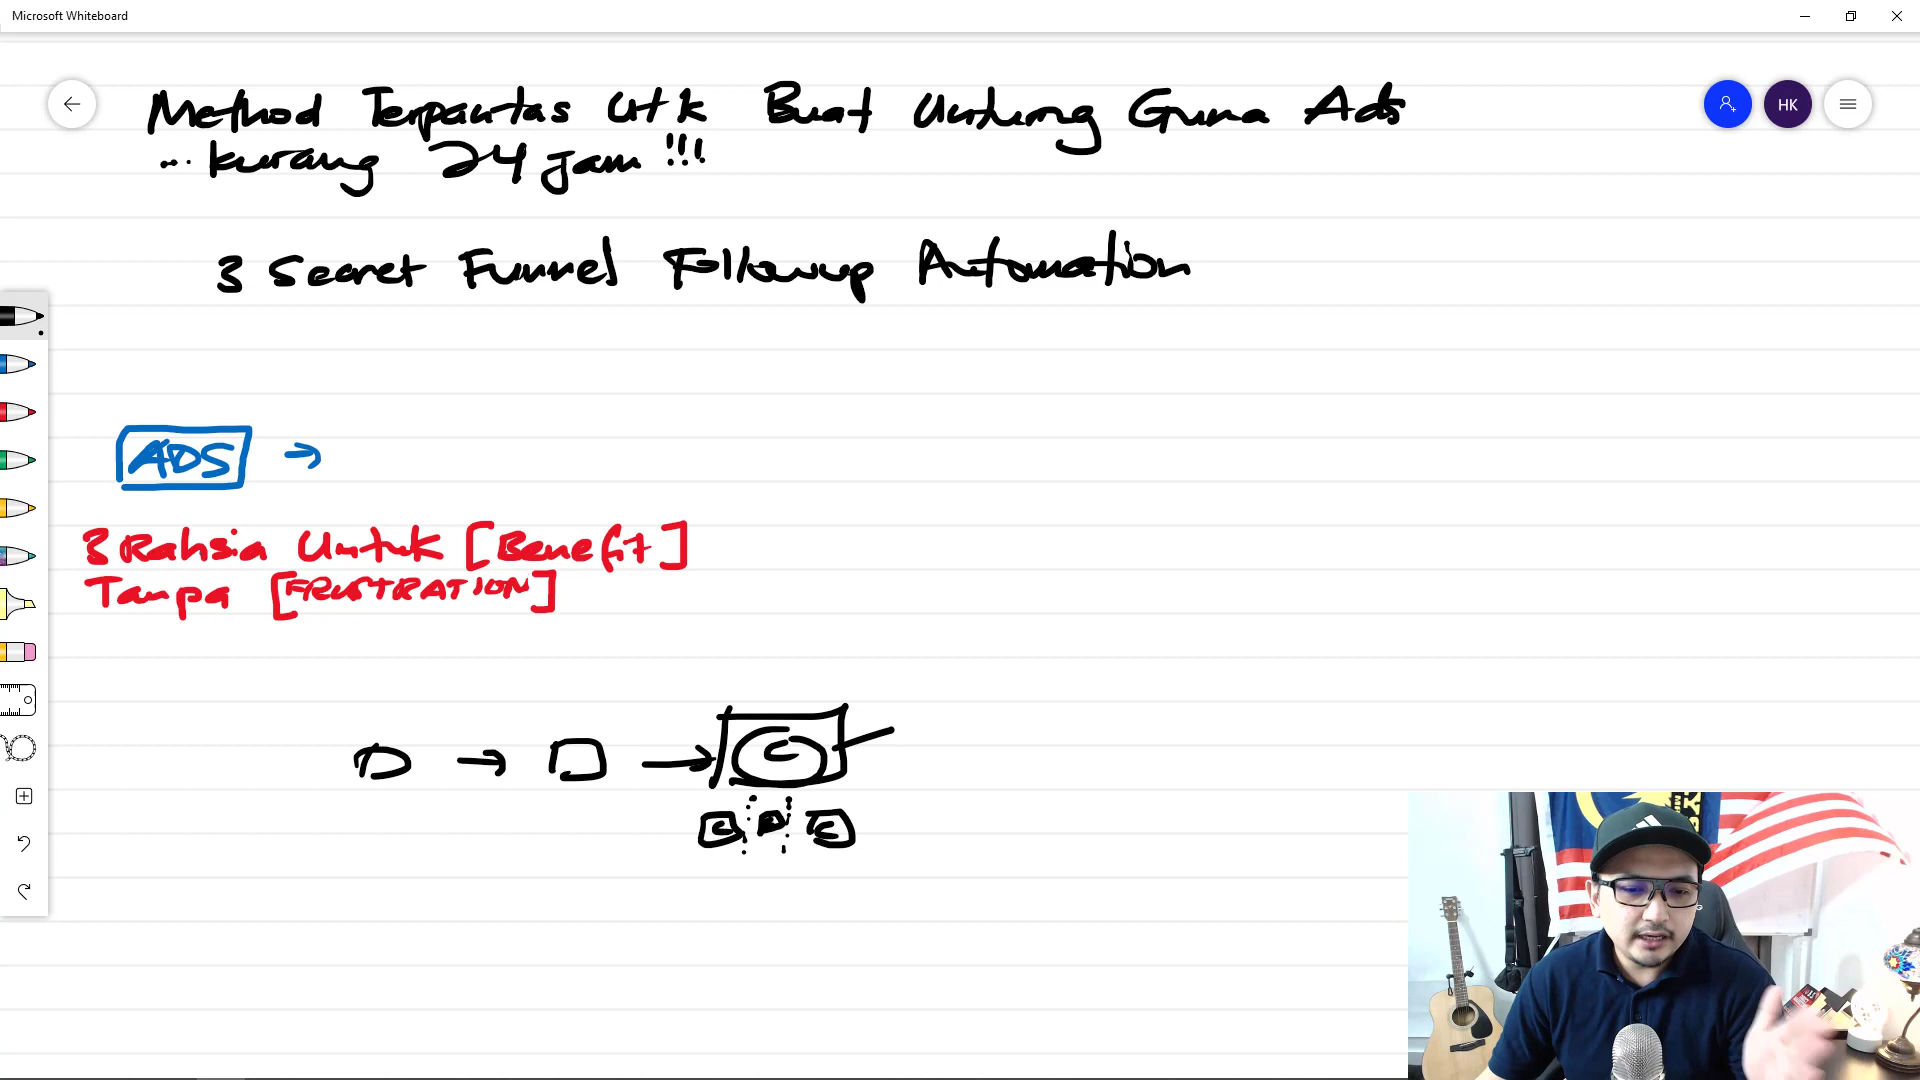 Microsoft Whiteboard
Method Terpantas Utk Buat Untung Guna Ads
... kurang 24 jam !!!
HK
3 Secret Funnel Followup Automation
ADS →
3 Rahsia Untuk [Benefit]
Tanpa [FRUSTRATION]
D → □ → C
C D C